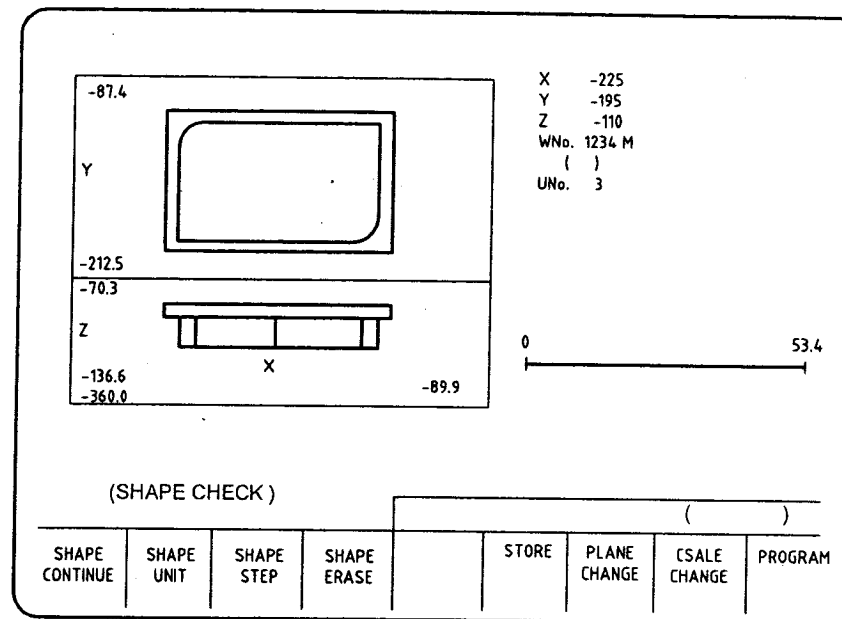 X -225
Y -195
Z -110
WNo. 1234 M
( )
UNo. 3
-87.4
Y
-212.5
-70.3
Z
X
-136.6
-360.0
-89.9
0 53.4
(SHAPE CHECK)
( )
SHAPE CONTINUE
SHAPE UNIT
SHAPE STEP
SHAPE ERASE
STORE
PLANE CHANGE
CSALE CHANGE
PROGRAM